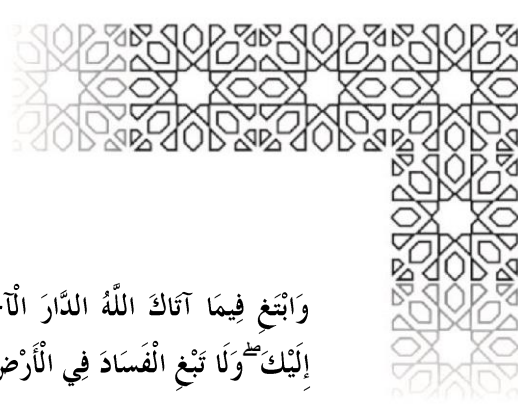 وَابْتَغِ فِيمَا آتَاكَ اللَّهُ الدَّارَ
إِلَيْكَ ۖ وَلَا تَبْغِ الْفَسَادَ فِي الْأَرْضِ